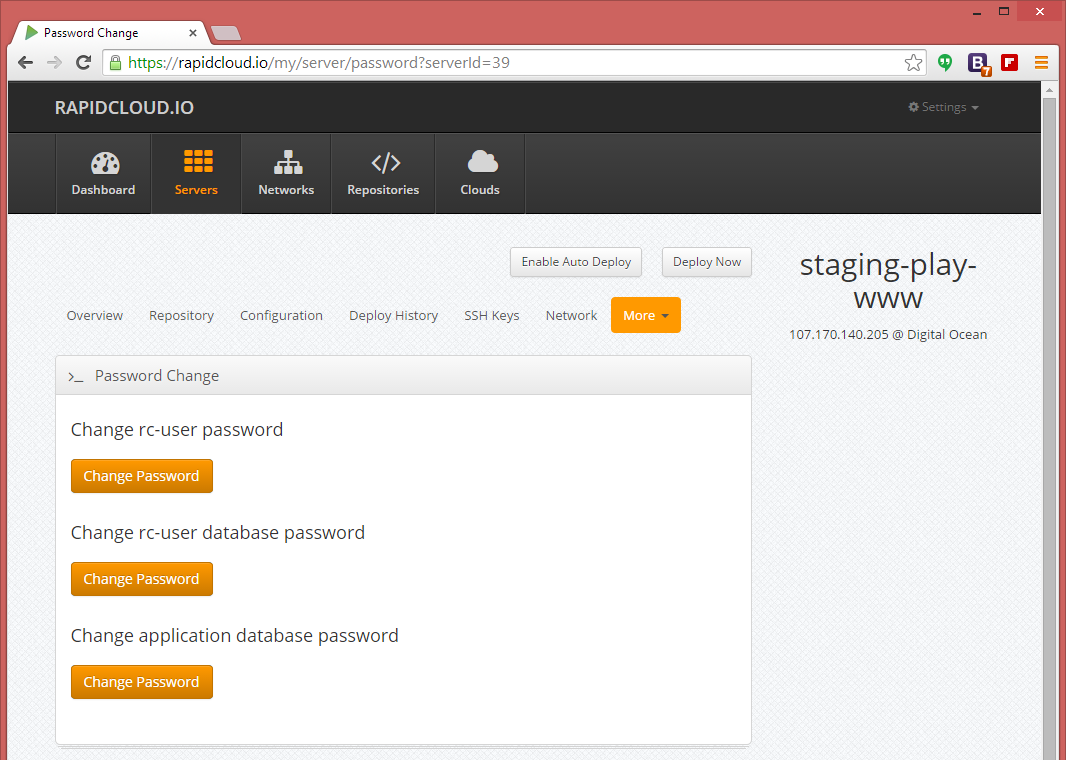 Password Change
https://rapidcloud.io/my/server/password?serverId=39
B
7
RAPIDCLOUD.IO
Settings
Dashboard
Servers
Networks
Repositories
Clouds
Enable Auto Deploy
Deploy Now
staging-play-
www
107.170.140.205 @ Digital Ocean
Overview
Repository
Configuration
Deploy History
SSH Keys
Network
More
>_ Password Change
Change rc-user password
Change Password
Change rc-user database password
Change Password
Change application database password
Change Password